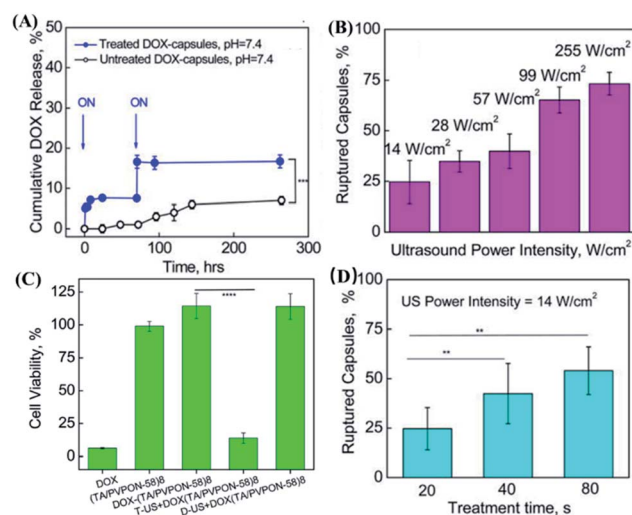 (A)
50
40
30
20
10
0
Cumulative DOX Release, %
Treated DOX-capsules, pH=7.4
Untreated DOX-capsules, pH=7.4
ON
ON
***
0 100 200 300
Time, hrs
(B)
100
75
50
25
0
Ruptured Capsules, %
14 W/cm2
28 W/cm2
57 W/cm2
99 W/cm2
255 W/cm2
Ultrasound Power Intensity, W/cm2
(C)
125
100
75
50
25
0
Cell Viability, %
****
DOX
(TA/PVPON-58)8
DOX-(TA/PVPON-58)8
T-US+DOX(TA/PVPON-58)8
D-US+DOX(TA/PVPON-58)8
(D)
100
75
50
25
0
Ruptured Capsules, %
US Power Intensity = 14 W/cm2
**
**
20 40 80
Treatment time, s